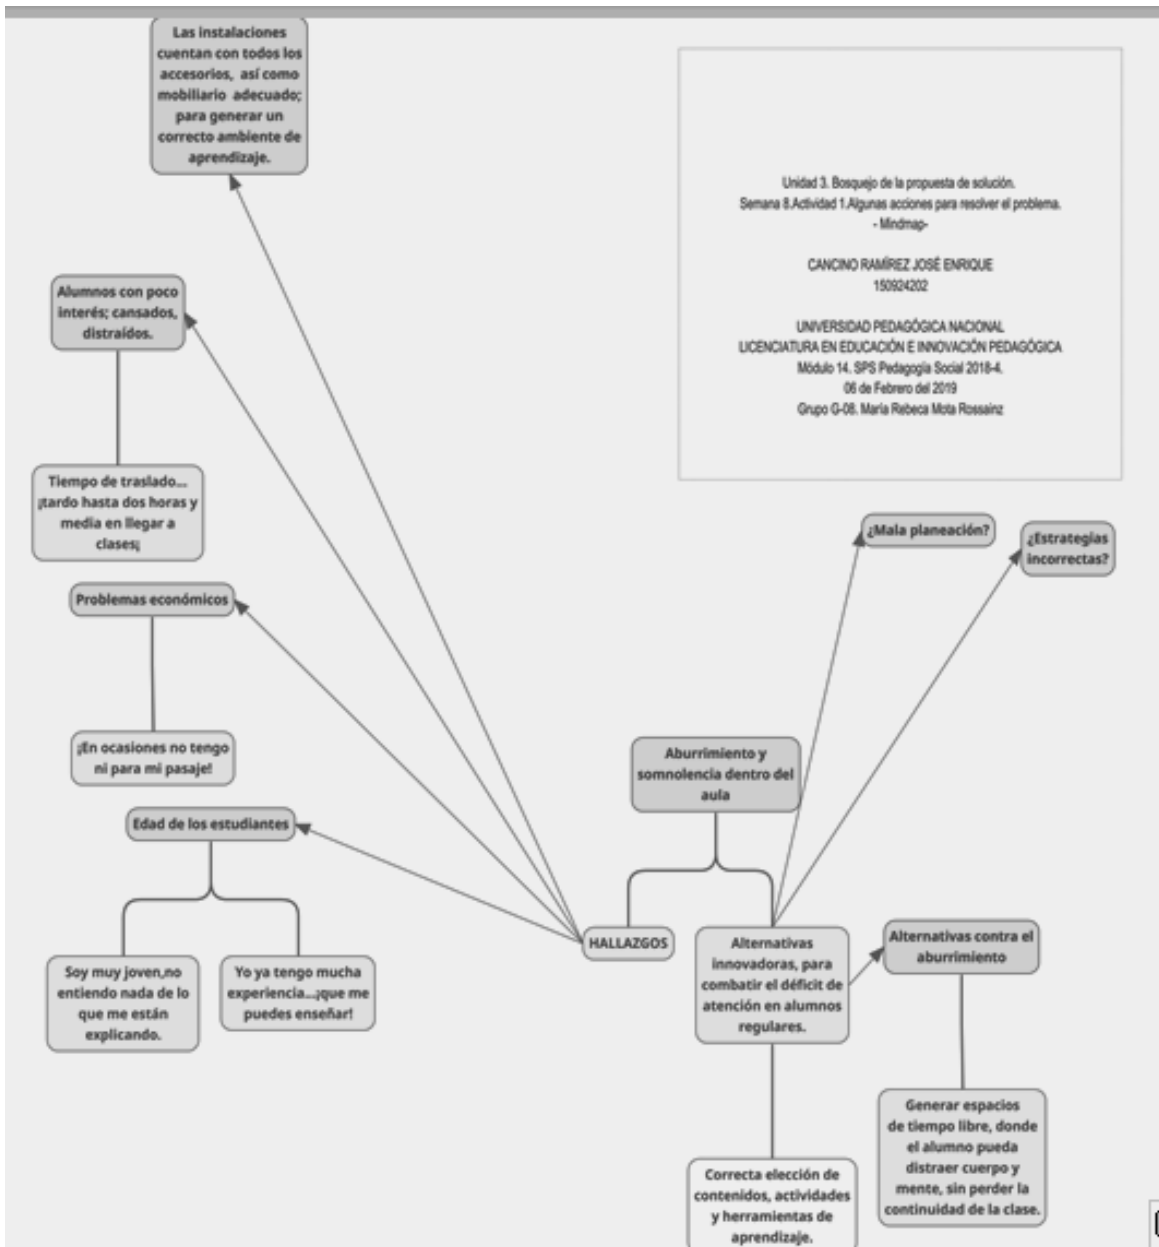 Las instalaciones
cuentan con todos los
accesorios, así como
mobiliario adecuado;
para generar un
correcto ambiente de
aprendizaje.
Unidad 3. Bosquejo de la propuesta de solución.
Semana 8.Actividad 1.Algunas acciones para resolver el problema.
- Mindmap-
CANCINO RAMÍREZ JOSÉ ENRIQUE
150924202
UNIVERSIDAD PEDAGÓGICA NACIONAL
LICENCIATURA EN EDUCACIÓN E INNOVACIÓN PEDAGÓGICA
Módulo 14. SPS Pedagogía Social 2018-4.
06 de Febrero del 2019
Grupo G-08. María Rebeca Mota Rossainz
Alumnos con poco
interés; cansados,
distraídos.
Tiempo de traslado...
¡tardo hasta dos horas y
media en llegar a
clases¡
¿Mala planeación?
¿Estrategias
incorrectas?
Problemas económicos
¡En ocasiones no tengo
ni para mi pasaje!
Aburrimiento y
somnolencia dentro del
aula
Edad de los estudiantes
Soy muy joven,no
entiendo nada de lo
que me están
explicando.
Yo ya tengo mucha
experiencia...¡que me
puedes enseñar!
HALLAZGOS
Alternativas
innovadoras, para
combatir el déficit de
atención en alumnos
regulares.
Alternativas contra el
aburrimiento
Generar espacios
de tiempo libre, donde
el alumno pueda
distraer cuerpo y
mente, sin perder la
continuidad de la clase.
Correcta elección de
contenidos, actividades
y herramientas de
aprendizaje.